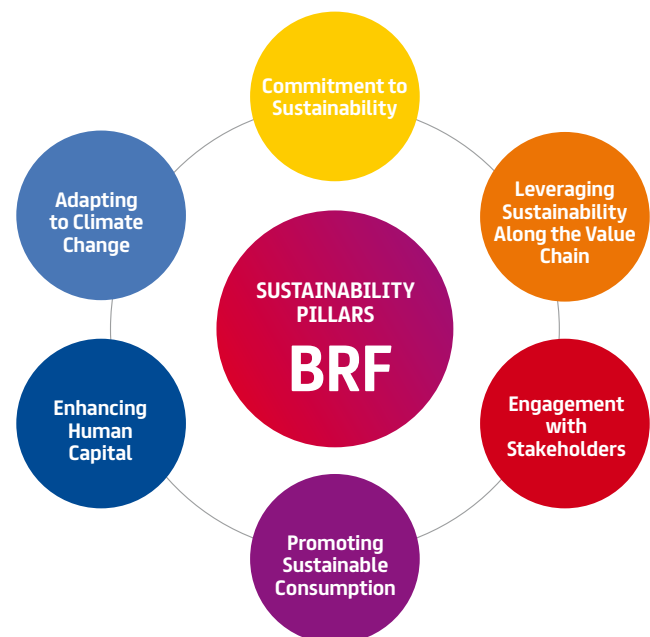 Commitment to
Sustainability
Leveraging
Sustainability
Along the Value
Chain
Engagement
with
Stakeholders
Promoting
Sustainable
Consumption
Enhancing
Human
Capital
Adapting
to Climate
Change
SUSTAINABILITY
PILLARS
BRF